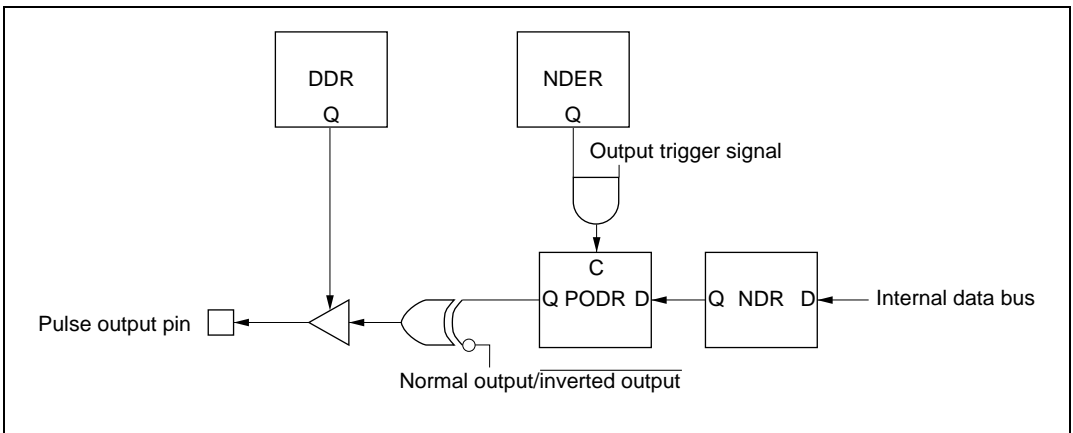 DDR
Q
NDER
Q
Output trigger signal
C
Q PODR D
Q NDR D
Internal data bus
Pulse output pin
Normal output/inverted output